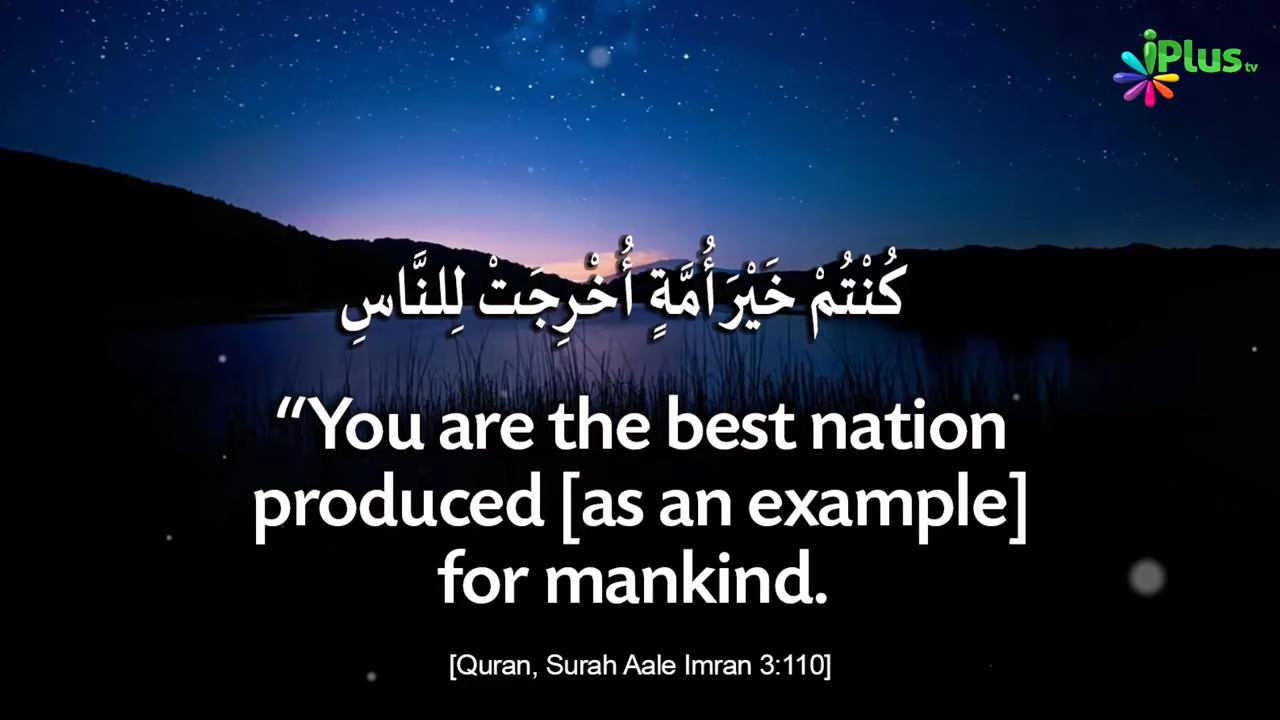 iPlus tv
كُنْتُمْ خَيْرَ أُمَّةٍ أُخْرِجَتْ لِلنَّاسِ
“You are the best nation
produced [as an example]
for mankind.
[Quran, Surah Aale Imran 3:110]